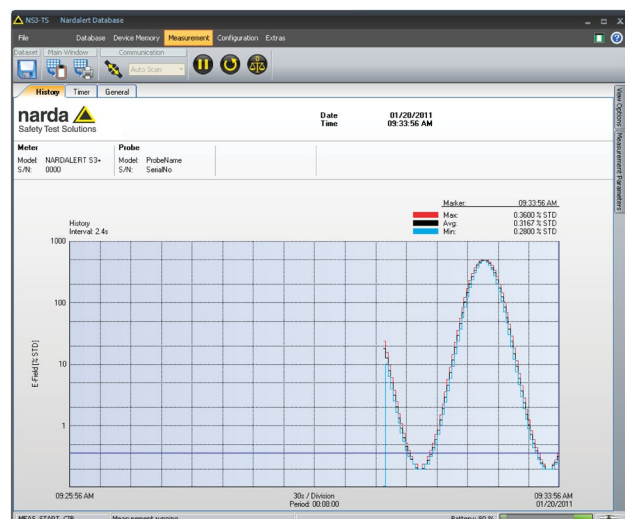 NS3-TS Nardalert Database
File Database Device Memory Measurement Configuration Extras
Dataset Main Window Communication
Auto Scan
History Timer General
View Options
Measurement Parameters
narda
Safety Test Solutions
Date 01/20/2011
Time 09:33:56 AM
Meter Probe
Model: NARDALERT S3+ Model: ProbeName
S/N: 0000 S/N: SerialNo
Marker: 09:33:56 AM
Max: 0.3600 % STD
Avg: 0.3167 % STD
Min: 0.2800 % STD
History
Interval: 2.4s
1000
100
10
1
E-Field [% STD]
09:25:56 AM 30s / Division 09:33:56 AM
Period: 00:08:00 01/20/2011
MEAS_START_CTR Measurement running Battery: 80 %